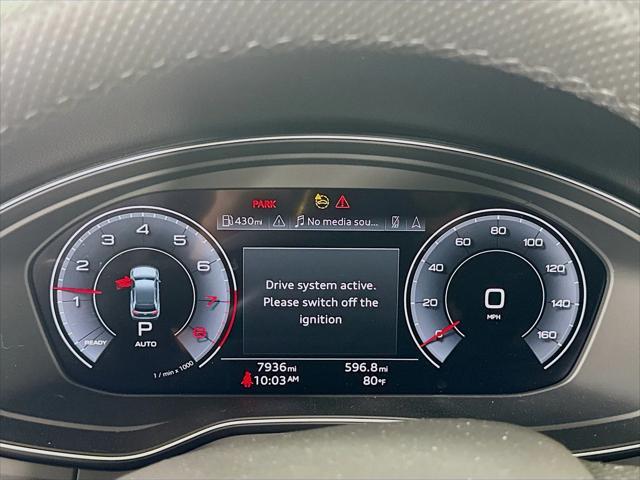 PARK
430mi
No media sou...
1 2 3 4 5 6 7 8
READY
P
AUTO
1 / min x 1000
Drive system active.
Please switch off the
ignition
0 20 40 60 80 100 120 140 160
0
MPH
7936mi 596.8mi
10:03AM 80°F